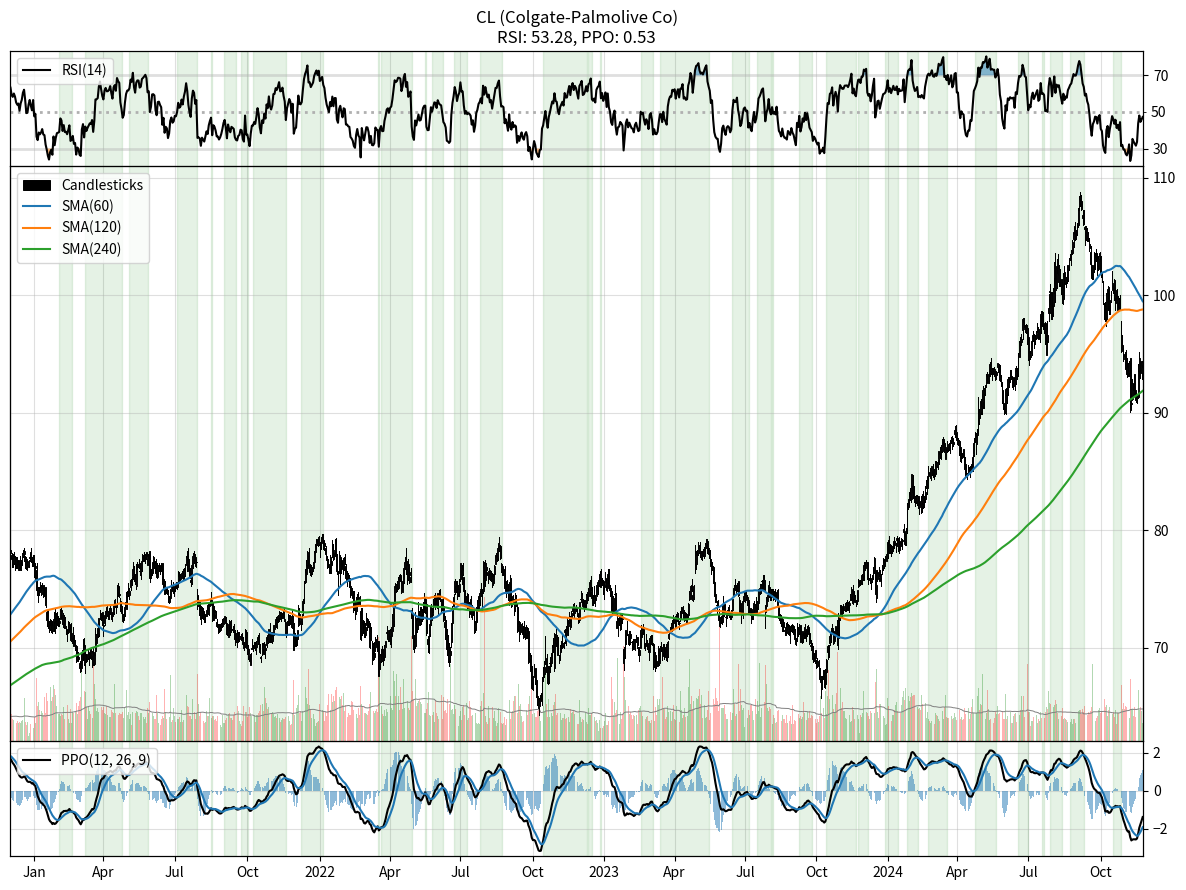 CL (Colgate-Palmolive Co)
RSI: 53.28, PPO: 0.53
RSI(14)
70
50
30
Candlesticks
SMA(60)
SMA(120)
SMA(240)
110
100
90
80
70
PPO(12, 26, 9)
2
0
−2
Jan Apr Jul Oct 2022 Apr Jul Oct 2023 Apr Jul Oct 2024 Apr Jul Oct